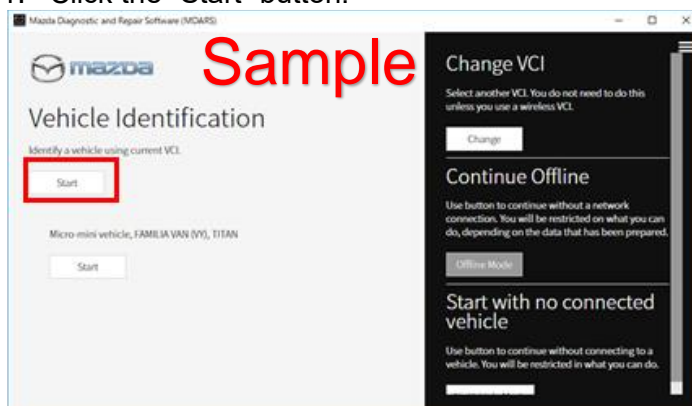 Click the "Start" button.
Mazda Diagnostic and Repair Software (MDARS)
mazda
Sample
Vehicle Identification
Identify a vehicle using current VCI.
Start
Micro-mini vehicle, FAMILIA VAN (VY), TITAN
Start
Change VCI
Select another VCI. You do not need to do this
unless you use a wireless VCI.
Change
Continue Offline
Use button to continue without a network
connection. You will be restricted on what you can
do, depending on the data that has been prepared.
Offline Mode
Start with no connected
vehicle
Use button to continue without connecting to a
vehicle. You will be restricted in what you can do.